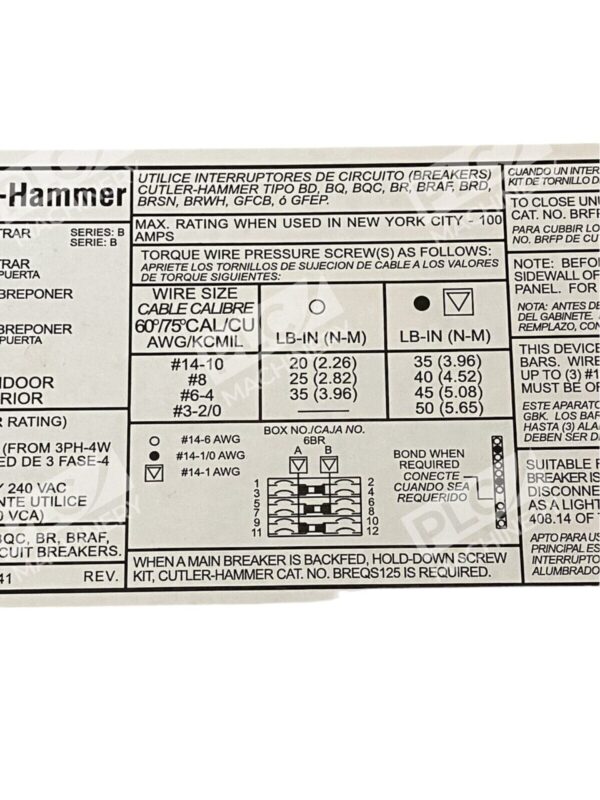 -Hammer
TRAR SERIES: B
SERIE: B
TRAR
PUERTA
BREPONER
BREPONER
PUERTA
NDOOR
RIOR
R RATING)
(FROM 3PH-4W
ED DE 3 FASE-4
Y 240 VAC
ANTE UTILICE
0 VCA)
BQC, BR, BRAF,
CUIT BREAKERS.
41 REV.
UTILICE INTERRUPTORES DE CIRCUITO (BREAKERS)
CUTLER-HAMMER TIPO BD, BQ, BQC, BR, BRAF, BRD,
BRSN, BRWH, GFCB, ó GFEP.
MAX. RATING WHEN USED IN NEW YORK CITY - 100
AMPS
TORQUE WIRE PRESSURE SCREW(S) AS FOLLOWS:
APRIETE LOS TORNILLOS DE SUJECION DE CABLE A LOS VALORES
DE TORQUE SIGUIENTES:
WIRE SIZE
CABLE CALIBRE
60º/75ºCAL/CU
AWG/KCMIL LB-IN (N-M) LB-IN (N-M)
#14-10 20 (2.26) 35 (3.96)
#8 25 (2.82) 40 (4.52)
#6-4 35 (3.96) 45 (5.08)
#3-2/0 —— 50 (5.65)
#14-6 AWG
#14-1/0 AWG
#14-1 AWG
BOX NO./CAJA NO.
6BR
A B
1 2
3 4
5 6
7 8
9 10
11 12
BOND WHEN
REQUIRED
CONECTE
CUANDO SEA
REQUERIDO
WHEN A MAIN BREAKER IS BACKFED, HOLD-DOWN SCREW
KIT, CUTLER-HAMMER CAT. NO. BREQS125 IS REQUIRED.
CUANDO UN INTER
KIT DE TORNILLO D
TO CLOSE UNU
CAT. NO. BRFP
PARA CUBRIR LO
NO. BRFP DE CU
NOTE: BEFO
SIDEWALL OF
PANEL. FOR
NOTA: ANTES DE
DEL GABINETE.
REMPLAZO, CON
THIS DEVICE
BARS. WIRE
UP TO (3) #1
MUST BE OF
ESTE APARATO
GBK. LOS BAR
HASTA (3) ALAM
DEBEN SER D
SUITABLE F
BREAKER IS
DISCONNE
AS A LIGHT
408.14 OF T
APTO PARA US
PRINCIPAL ES
INTERRUPTO
ALUMBRADO
PLC MACHINERY